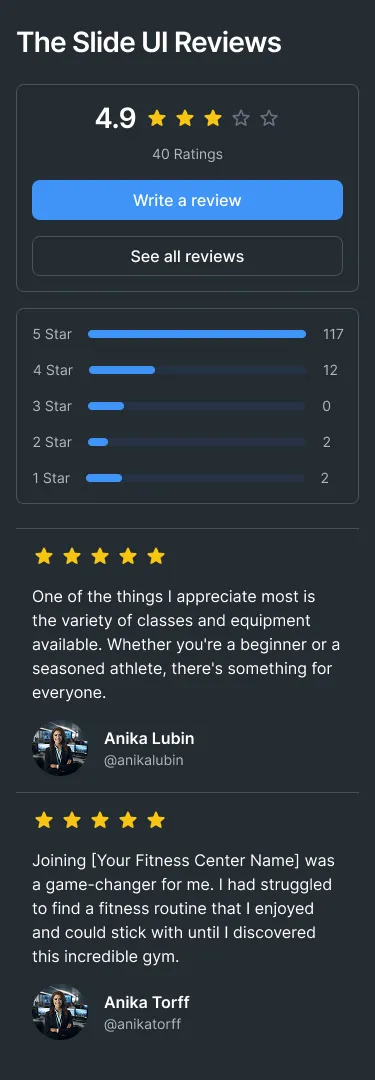 The Slide UI Reviews
4.9
40 Ratings
Write a review
See all reviews
5 Star 117
4 Star 12
3 Star 0
2 Star 2
1 Star 2
One of the things I appreciate most is
the variety of classes and equipment
available. Whether you're a beginner or a
seasoned athlete, there's something for
everyone.
Anika Lubin
@anikalubin
Joining [Your Fitness Center Name] was
a game-changer for me. I had struggled
to find a fitness routine that I enjoyed
and could stick with until I discovered
this incredible gym.
Anika Torff
@anikatorff